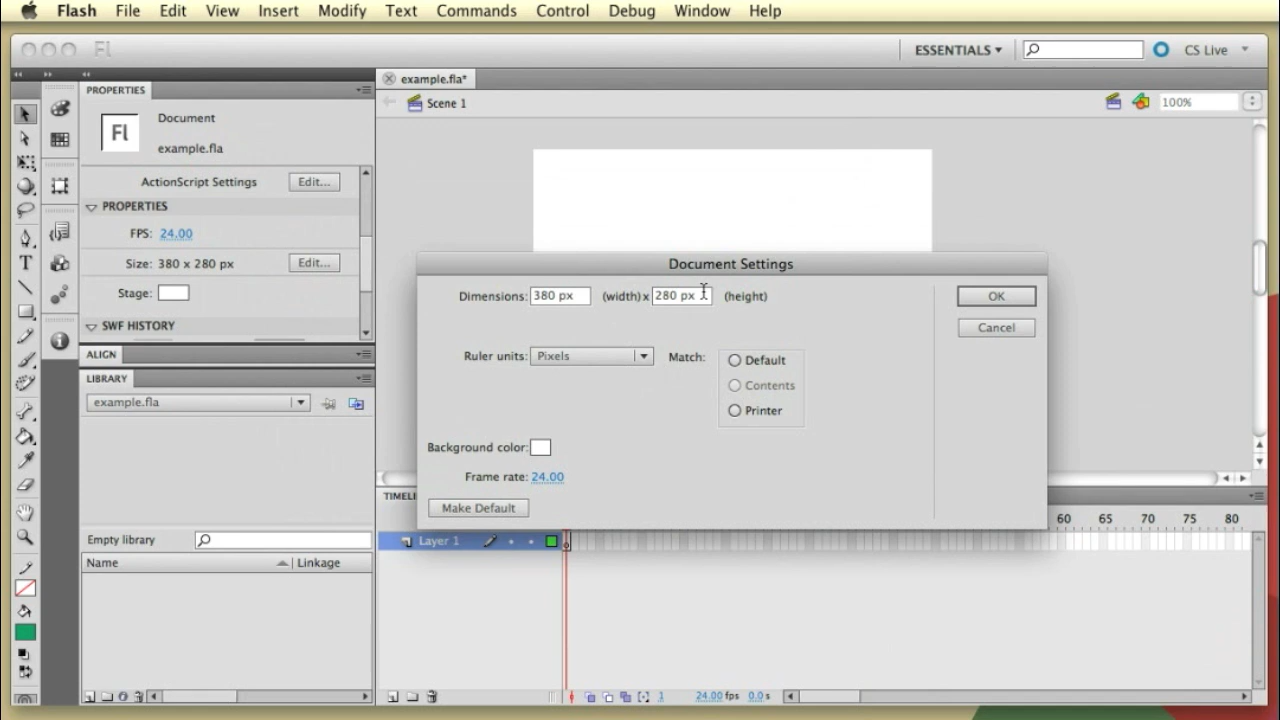 Flash File Edit View Insert Modify Text Commands Control Debug Window Help
Fl ESSENTIALS CS Live
PROPERTIES
example.fla*
Scene 1 100%
Fl Document
example.fla
ActionScript Settings Edit...
PROPERTIES
FPS: 24.00
Size: 380 x 280 px Edit...
Stage:
SWF HISTORY
ALIGN
LIBRARY
example.fla
Empty library
Name Linkage
Document Settings
Dimensions: 380 px (width) x 280 px (height)
OK
Cancel
Ruler units: Pixels Match: Default
Contents
Printer
Background color:
Frame rate: 24.00
Make Default
TIMELI
60 65 70 75 80
Layer 1
1 24.00 fps 0.0 s
T